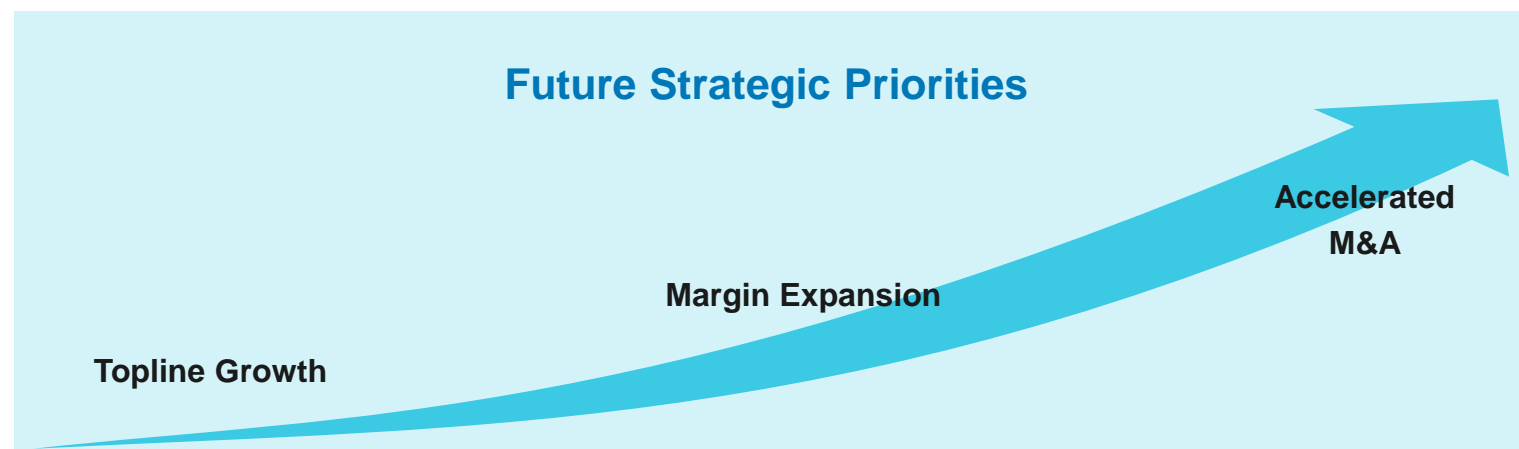 Future Strategic Priorities
Topline Growth
Margin Expansion
Accelerated
M&A